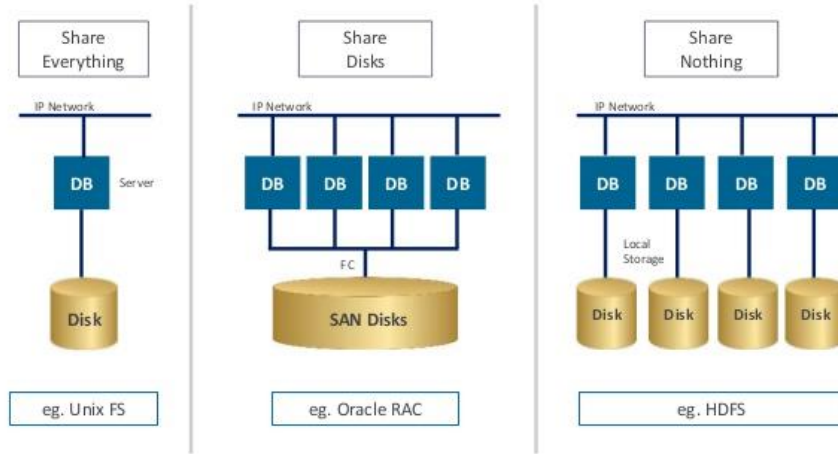 Share
Everything
IP Network
DB
Server
Disk
eg. Unix FS
Share
Disks
IP Network
DB DB DB DB
FC
SAN Disks
eg. Oracle RAC
Share
Nothing
IP Network
DB DB DB DB
Local
Storage
Disk Disk Disk Disk
eg. HDFS